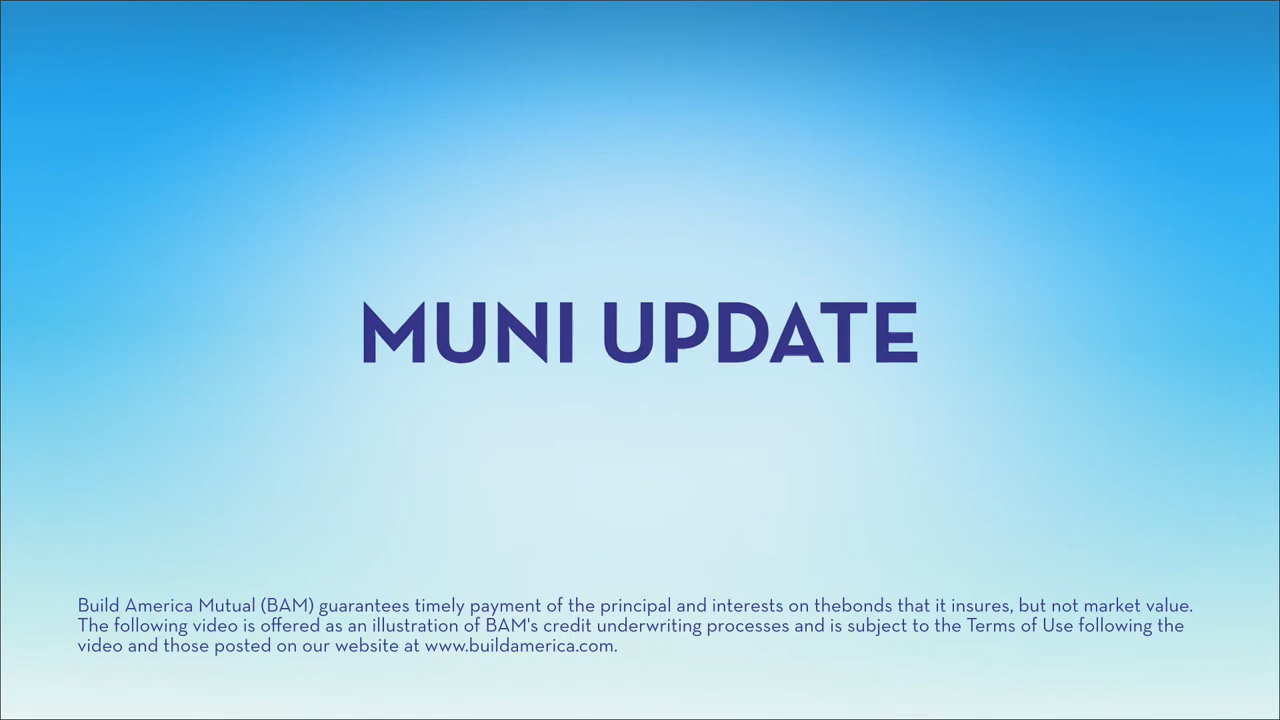 MUNI UPDATE
Build America Mutual (BAM) guarantees timely payment of the principal and interests on thebonds that it insures, but not market value.
The following video is offered as an illustration of BAM's credit underwriting processes and is subject to the Terms of Use following the
video and those posted on our website at www.buildamerica.com.